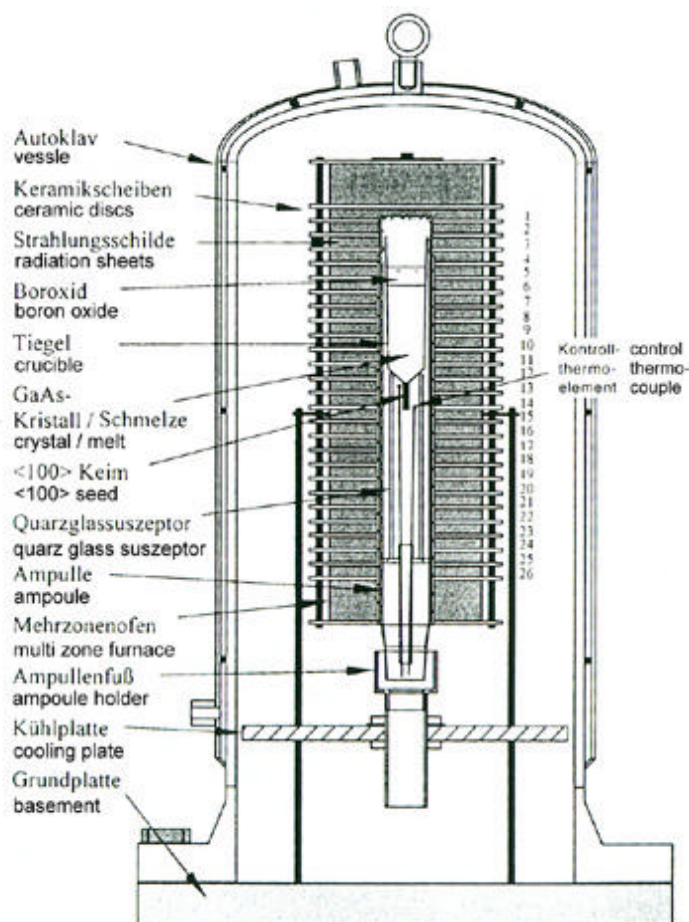 Autoklav
vessle
Keramikscheiben
ceramic discs
Strahlungsschilde
radiation sheets
Boroxid
boron oxide
Tiegel
crucible
GaAs-
Kristall / Schmelze
crystal / melt
<100> Keim
<100> seed
Quarzglassuszeptor
quarz glass suszeptor
Ampulle
ampoule
Mehrzonenofen
multi zone furnace
Ampullenfuß
ampoule holder
Kühlplatte
cooling plate
Grundplatte
basement
1
2
3
4
5
6
7
8
9
10
11
12
13
14
15
16
17
18
19
20
21
22
23
24
25
26
Kontroll- control
thermo- thermo-
element couple